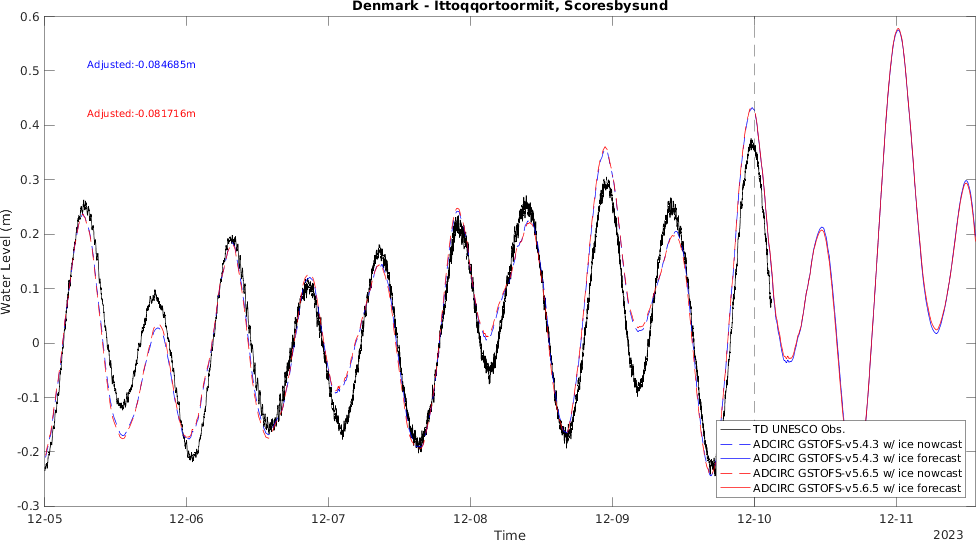 Denmark - Ittoqqortoormiit, Scoresbysund
0.6
0.5
0.4
0.3
0.2
0.1
0
-0.1
-0.2
-0.3
Water Level (m)
Adjusted:-0.084685m
Adjusted:-0.081716m
TD UNESCO Obs.
ADCIRC GSTOFS-v5.4.3 w/ ice nowcast
ADCIRC GSTOFS-v5.4.3 w/ ice forecast
ADCIRC GSTOFS-v5.6.5 w/ ice nowcast
ADCIRC GSTOFS-v5.6.5 w/ ice forecast
12-05 12-06 12-07 12-08 12-09 12-10 12-11
Time
2023